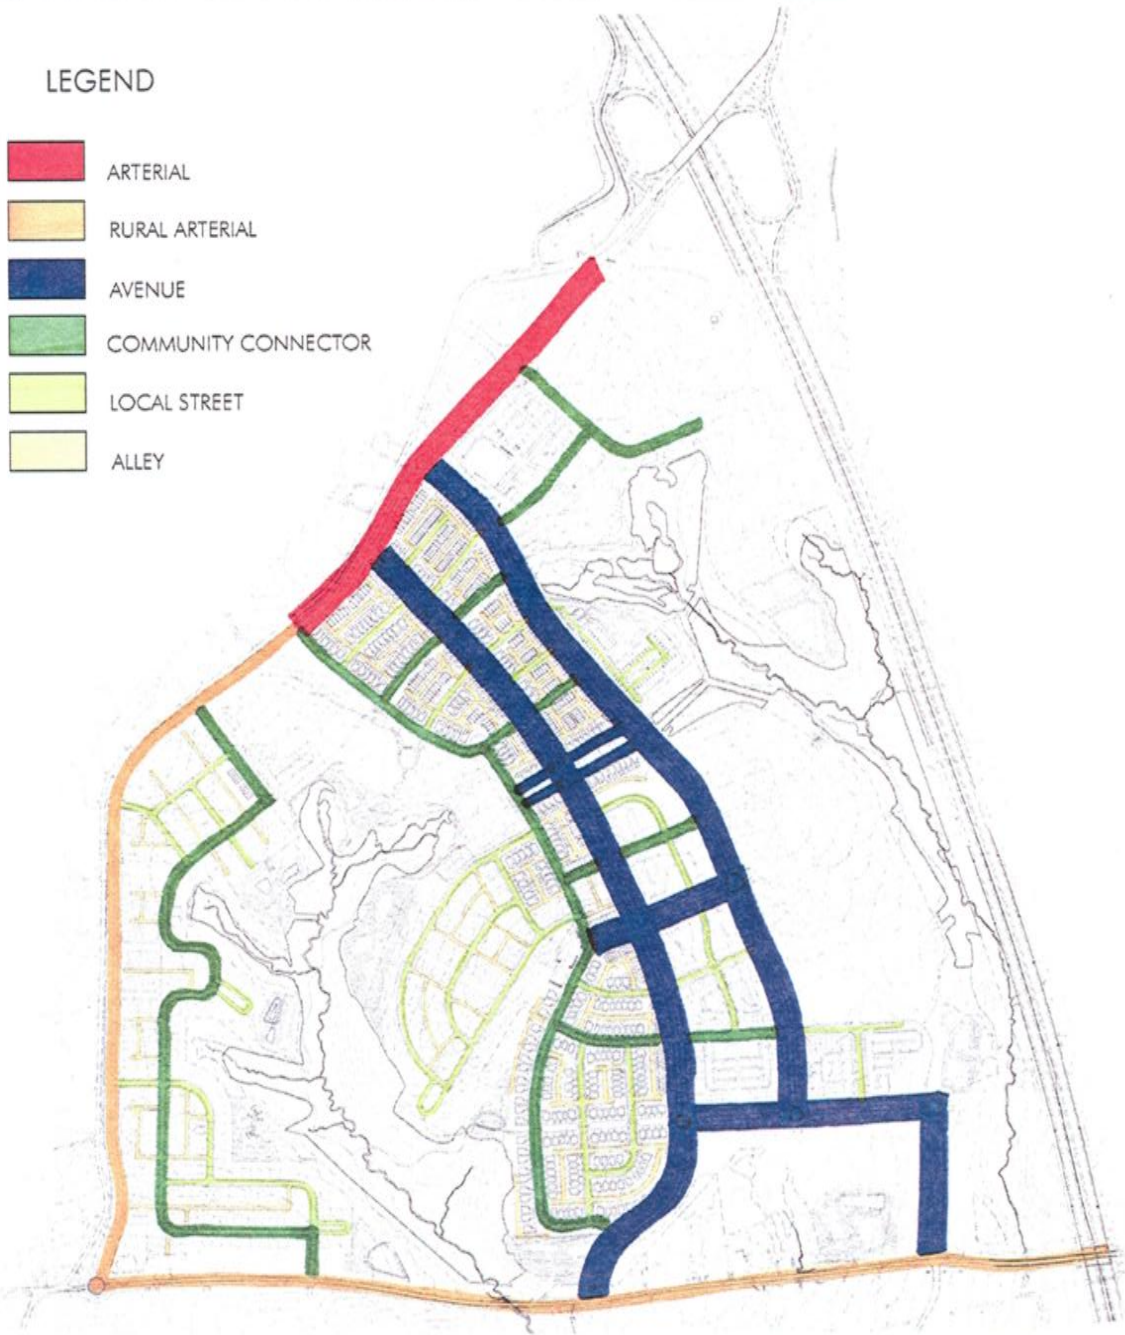 LEGEND
ARTERIAL
RURAL ARTERIAL
AVENUE
COMMUNITY CONNECTOR
LOCAL STREET
ALLEY